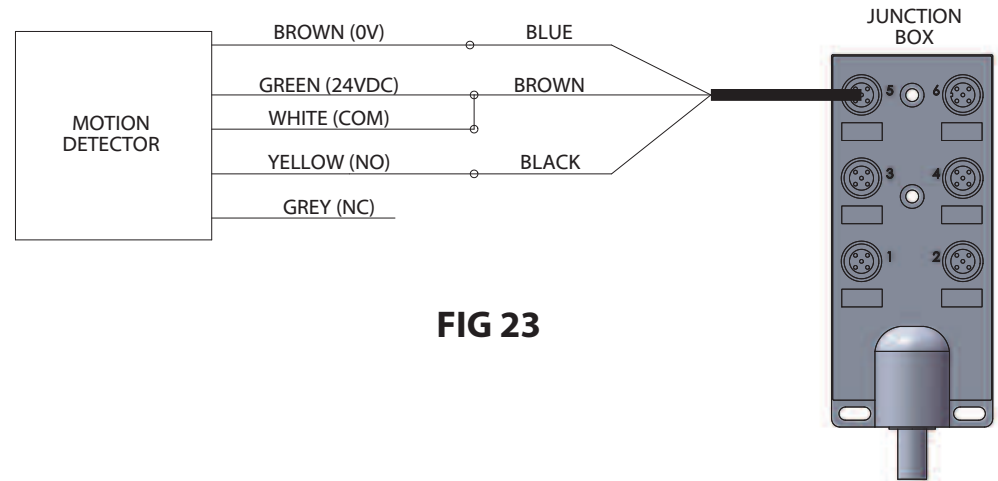 JUNCTION
BOX
BROWN (0V)
BLUE
GREEN (24VDC)
BROWN
WHITE (COM)
MOTION
DETECTOR
YELLOW (NO)
BLACK
GREY (NC)
5
6
3
4
1
2
FIG 23